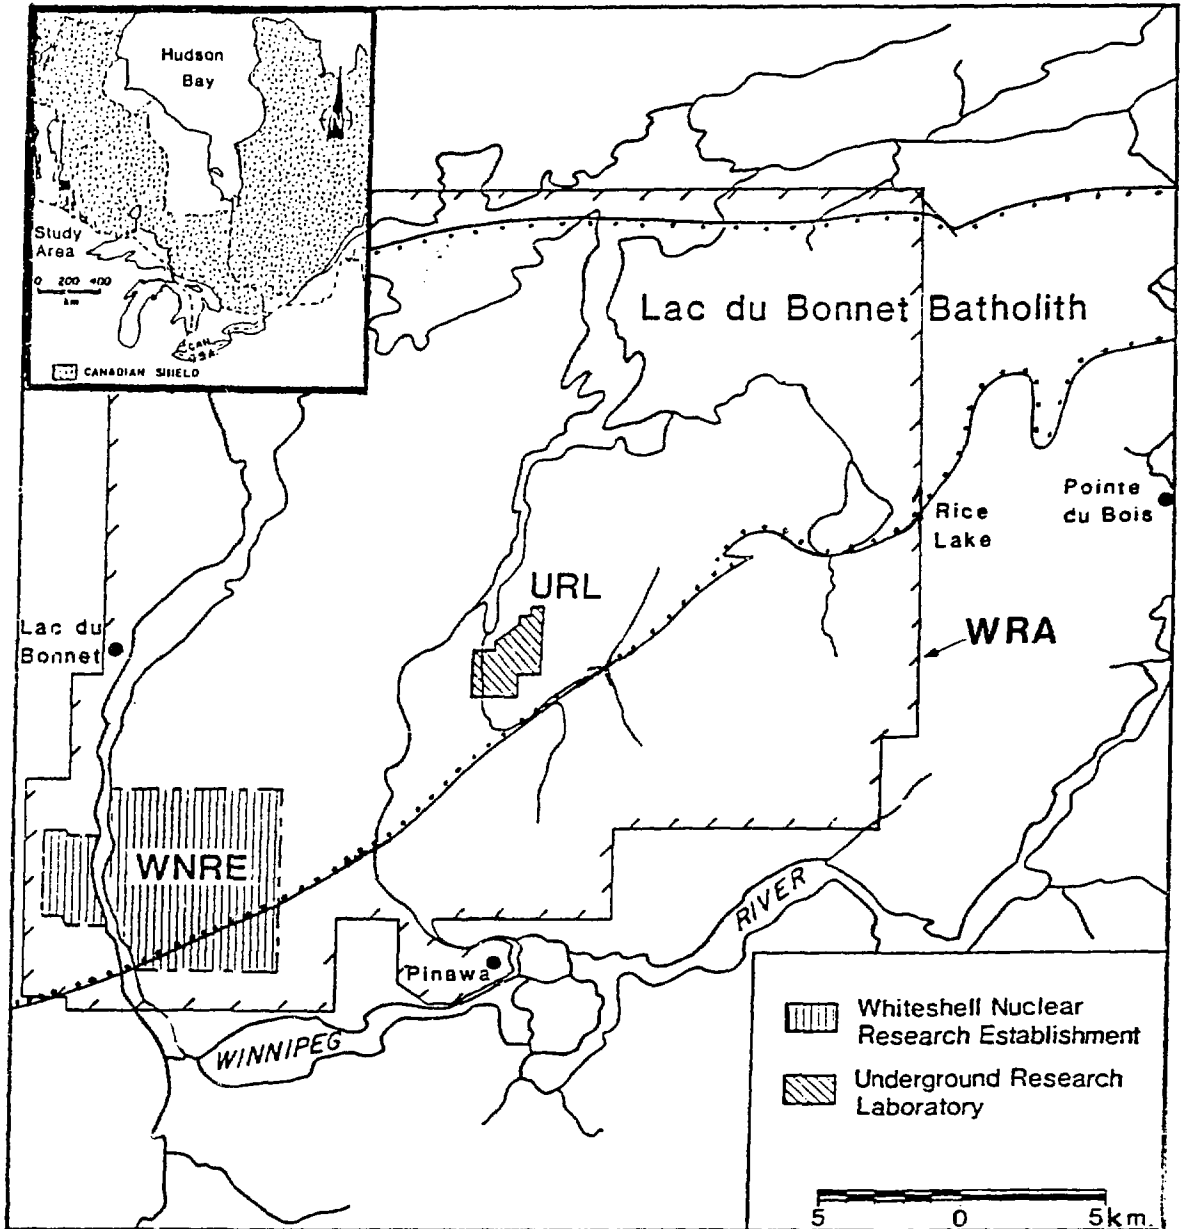 Hudson
Bay
N
Study
Area
0 200 400
km
CAN.
USA.
CANADIAN SHIELD
Lac du Bonnet Batholith
Pointe
du Bois
Rice
Lake
URL
Lac du
Bonnet
WRA
WNRE
RIVER
Pinawa
WINNIPEG
Whiteshell Nuclear
Research Establishment
Underground Research
Laboratory
5 0 5km